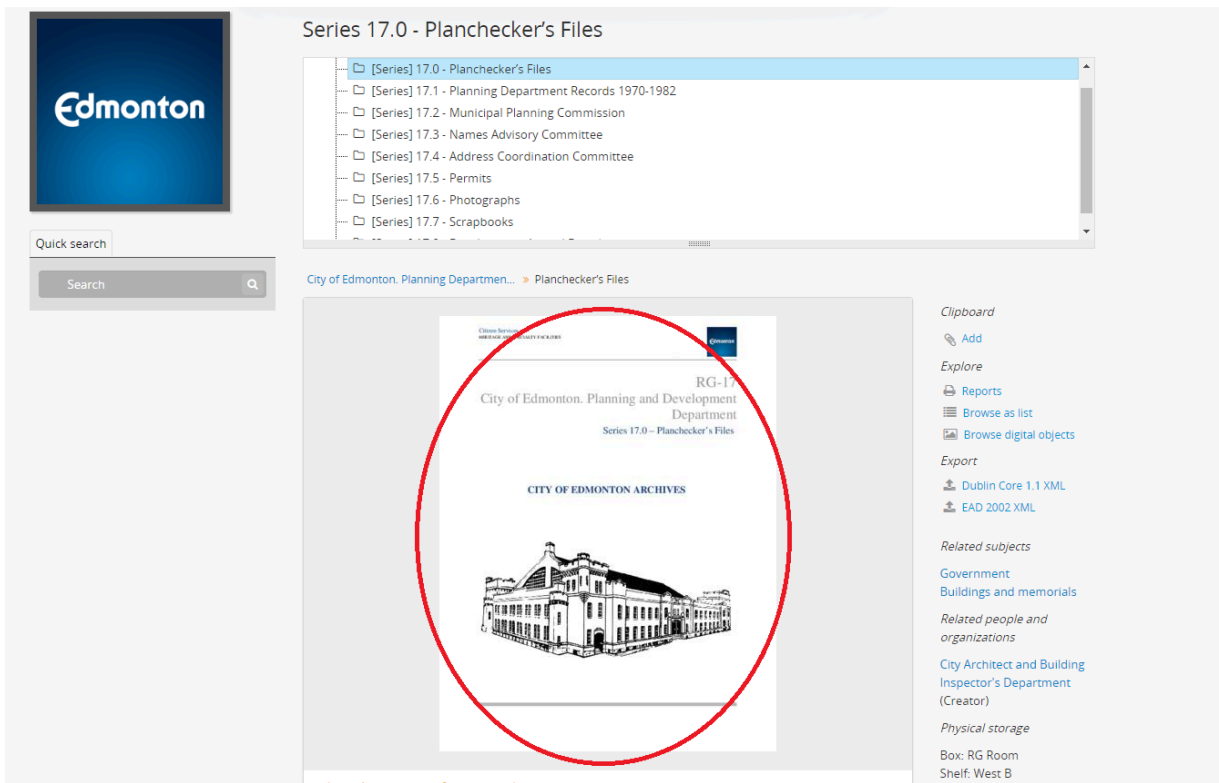 Series 17.0 - Planchecker's Files
Edmonton
[Series] 17.0 - Planchecker's Files
[Series] 17.1 - Planning Department Records 1970-1982
[Series] 17.2 - Municipal Planning Commission
[Series] 17.3 - Names Advisory Committee
[Series] 17.4 - Address Coordination Committee
[Series] 17.5 - Permits
[Series] 17.6 - Photographs
[Series] 17.7 - Scrapbooks
Quick search
Search
City of Edmonton. Planning Departmen... » Planchecker's Files
Citizen Services
HERITAGE AND SPECIALTY FACILITIES
Edmonton
RG-17
City of Edmonton. Planning and Development
Department
Series 17.0 – Planchecker's Files
CITY OF EDMONTON ARCHIVES
Clipboard
Add
Explore
Reports
Browse as list
Browse digital objects
Export
Dublin Core 1.1 XML
EAD 2002 XML
Related subjects
Government
Buildings and memorials
Related people and
organizations
City Architect and Building
Inspector's Department
(Creator)
Physical storage
Box: RG Room
Shelf: West B